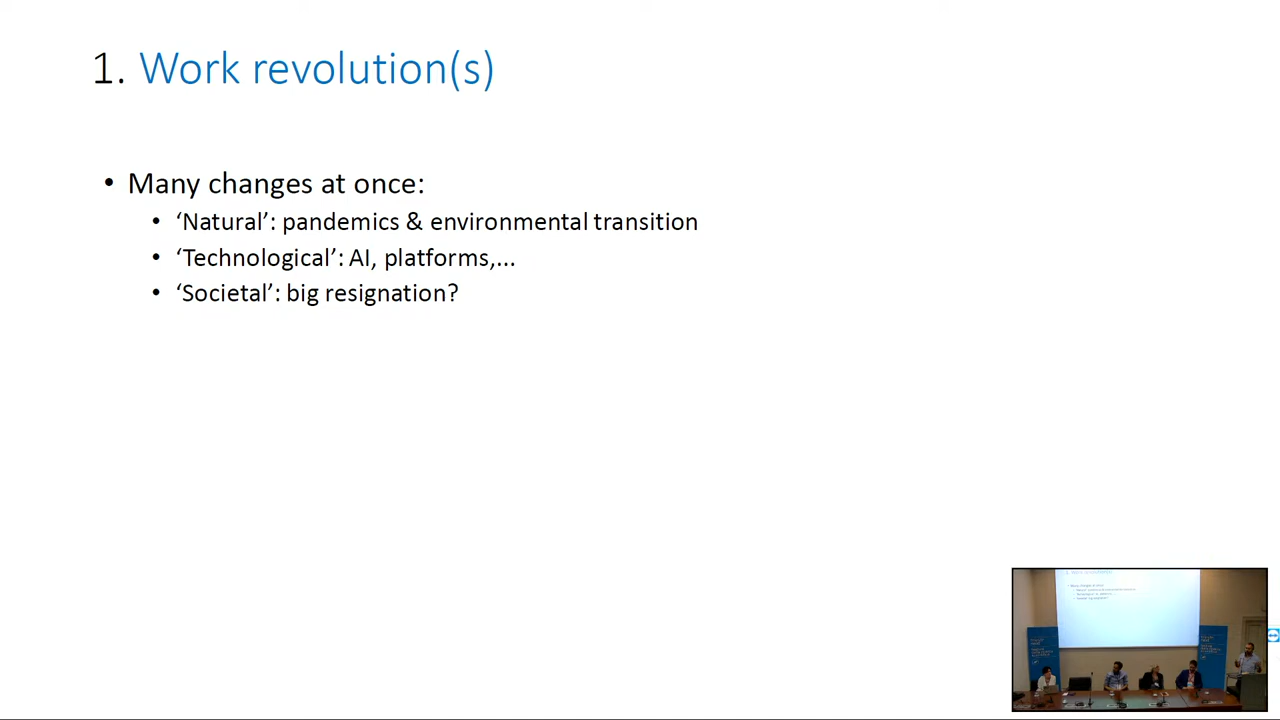 1. Work revolution(s)
• Many changes at once:
• ‘Natural’: pandemics & environmental transition
• ‘Technological’: AI, platforms,...
• ‘Societal’: big resignation?